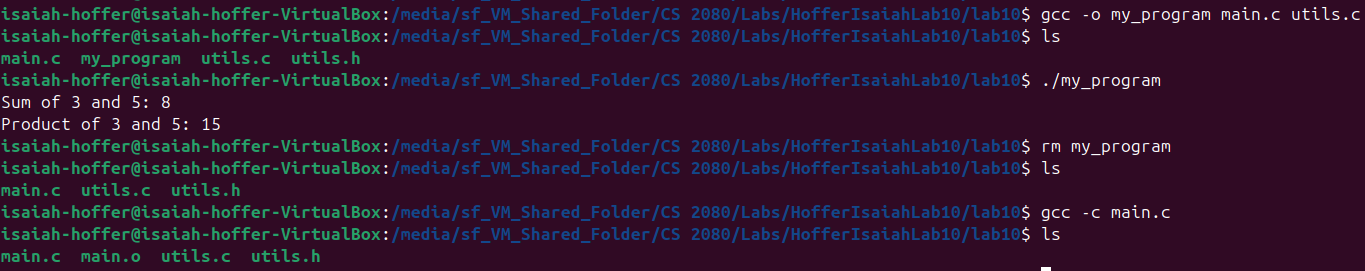 isaiah-hoffer@isaiah-hoffer-VirtualBox:/media/sf_VM_Shared_Folder/CS 2080/Labs/HofferIsaiahLab10/lab10$ gcc -o my_program main.c utils.c
isaiah-hoffer@isaiah-hoffer-VirtualBox:/media/sf_VM_Shared_Folder/CS 2080/Labs/HofferIsaiahLab10/lab10$ ls
main.c  my_program  utils.c  utils.h
isaiah-hoffer@isaiah-hoffer-VirtualBox:/media/sf_VM_Shared_Folder/CS 2080/Labs/HofferIsaiahLab10/lab10$ ./my_program
Sum of 3 and 5: 8
Product of 3 and 5: 15
isaiah-hoffer@isaiah-hoffer-VirtualBox:/media/sf_VM_Shared_Folder/CS 2080/Labs/HofferIsaiahLab10/lab10$ rm my_program
isaiah-hoffer@isaiah-hoffer-VirtualBox:/media/sf_VM_Shared_Folder/CS 2080/Labs/HofferIsaiahLab10/lab10$ ls
main.c  utils.c  utils.h
isaiah-hoffer@isaiah-hoffer-VirtualBox:/media/sf_VM_Shared_Folder/CS 2080/Labs/HofferIsaiahLab10/lab10$ gcc -c main.c
isaiah-hoffer@isaiah-hoffer-VirtualBox:/media/sf_VM_Shared_Folder/CS 2080/Labs/HofferIsaiahLab10/lab10$ ls
main.c  main.o  utils.c  utils.h